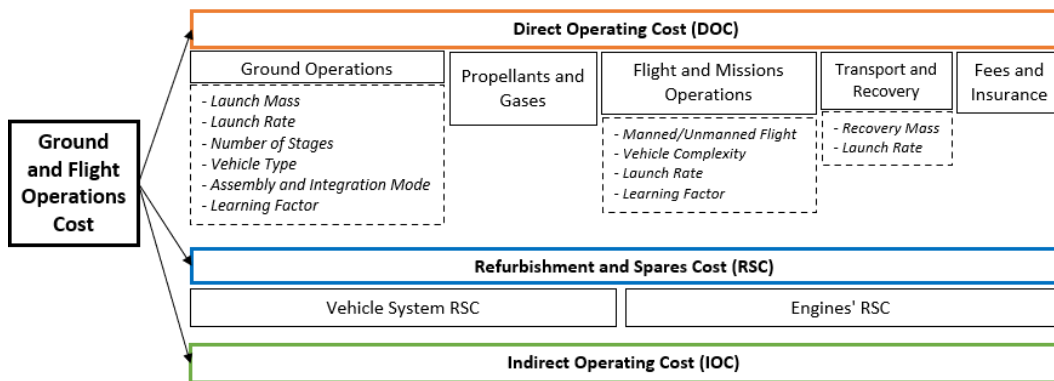 Ground
and Flight
Operations
Cost
Direct Operating Cost (DOC)
Ground Operations
- Launch Mass
- Launch Rate
- Number of Stages
- Vehicle Type
- Assembly and Integration Mode
- Learning Factor
Propellants and
Gases
Flight and Missions
Operations
- Manned/Unmanned Flight
- Vehicle Complexity
- Launch Rate
- Learning Factor
Transport and
Recovery
- Recovery Mass
- Launch Rate
Fees and
Insurance
Refurbishment and Spares Cost (RSC)
Vehicle System RSC
Engines' RSC
Indirect Operating Cost (IOC)